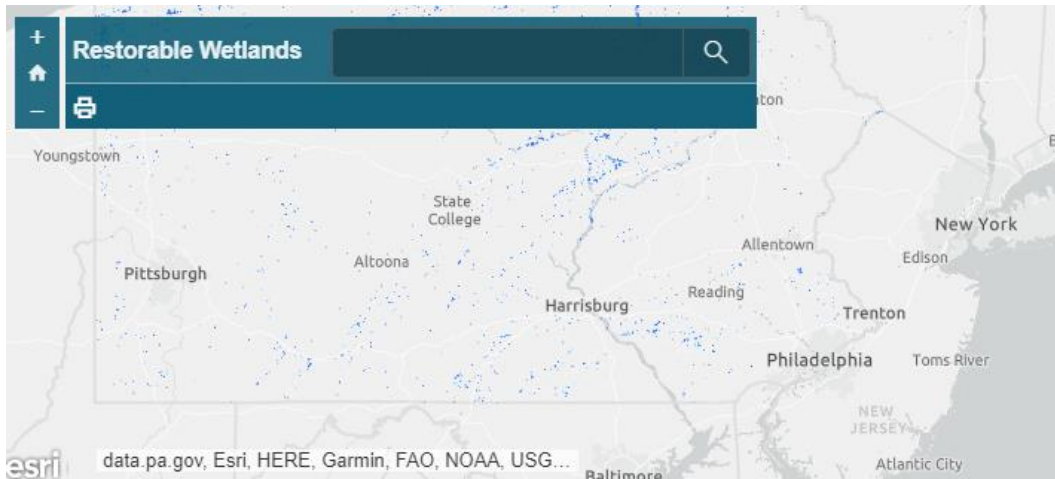 +
Restorable Wetlands
–
ton
Youngstown
State
College
New York
Allentown
Edison
Altoona
Pittsburgh
Reading
Harrisburg
Trenton
Philadelphia
Toms River
NEW
JERSEY
esri
data.pa.gov, Esri, HERE, Garmin, FAO, NOAA, USG...
Baltimore
Atlantic City